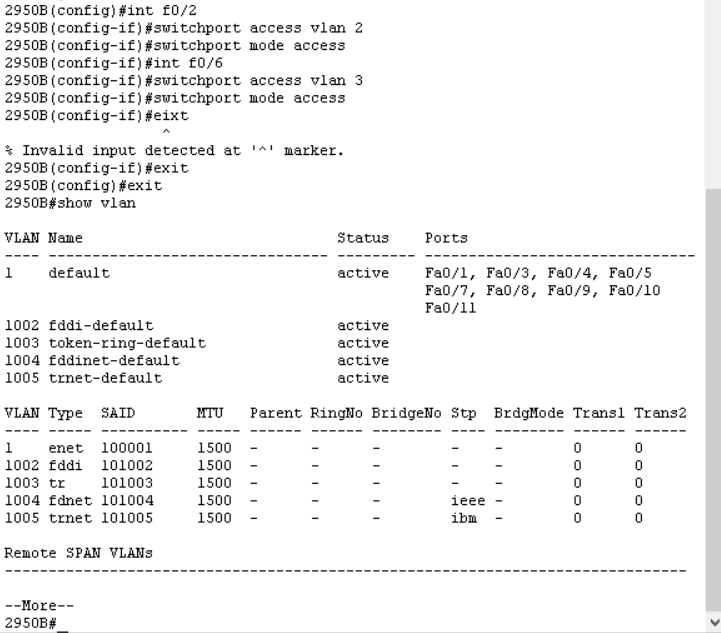 2950B(config)#int f0/2
2950B(config-if)#switchport access vlan 2
2950B(config-if)#switchport mode access
2950B(config-if)#int f0/6
2950B(config-if)#switchport access vlan 3
2950B(config-if)#switchport mode access
2950B(config-if)#eixt
                  ^
% Invalid input detected at '^' marker.
2950B(config-if)#exit
2950B(config)#exit
2950B#show vlan
VLAN Name                             Status    Ports
---- -------------------------------- --------- -------------------------------
1    default                          active    Fa0/1, Fa0/3, Fa0/4, Fa0/5
                                                Fa0/7, Fa0/8, Fa0/9, Fa0/10
                                                Fa0/11
1002 fddi-default                     active
1003 token-ring-default               active
1004 fddinet-default                  active
1005 trnet-default                    active
VLAN Type  SAID       MTU   Parent RingNo BridgeNo Stp  BrdgMode Trans1 Trans2
---- ----- ---------- ----- ------ ------ -------- ---- -------- ------ ------
1    enet  100001     1500  -      -      -        -    -        0      0
1002 fddi  101002     1500  -      -      -        -    -        0      0
1003 tr    101003     1500  -      -      -        -    -        0      0
1004 fdnet 101004     1500  -      -      -        ieee -        0      0
1005 trnet 101005     1500  -      -      -        ibm  -        0      0
Remote SPAN VLANs
------------------------------------------------------------------------------
--More--
2950B#_